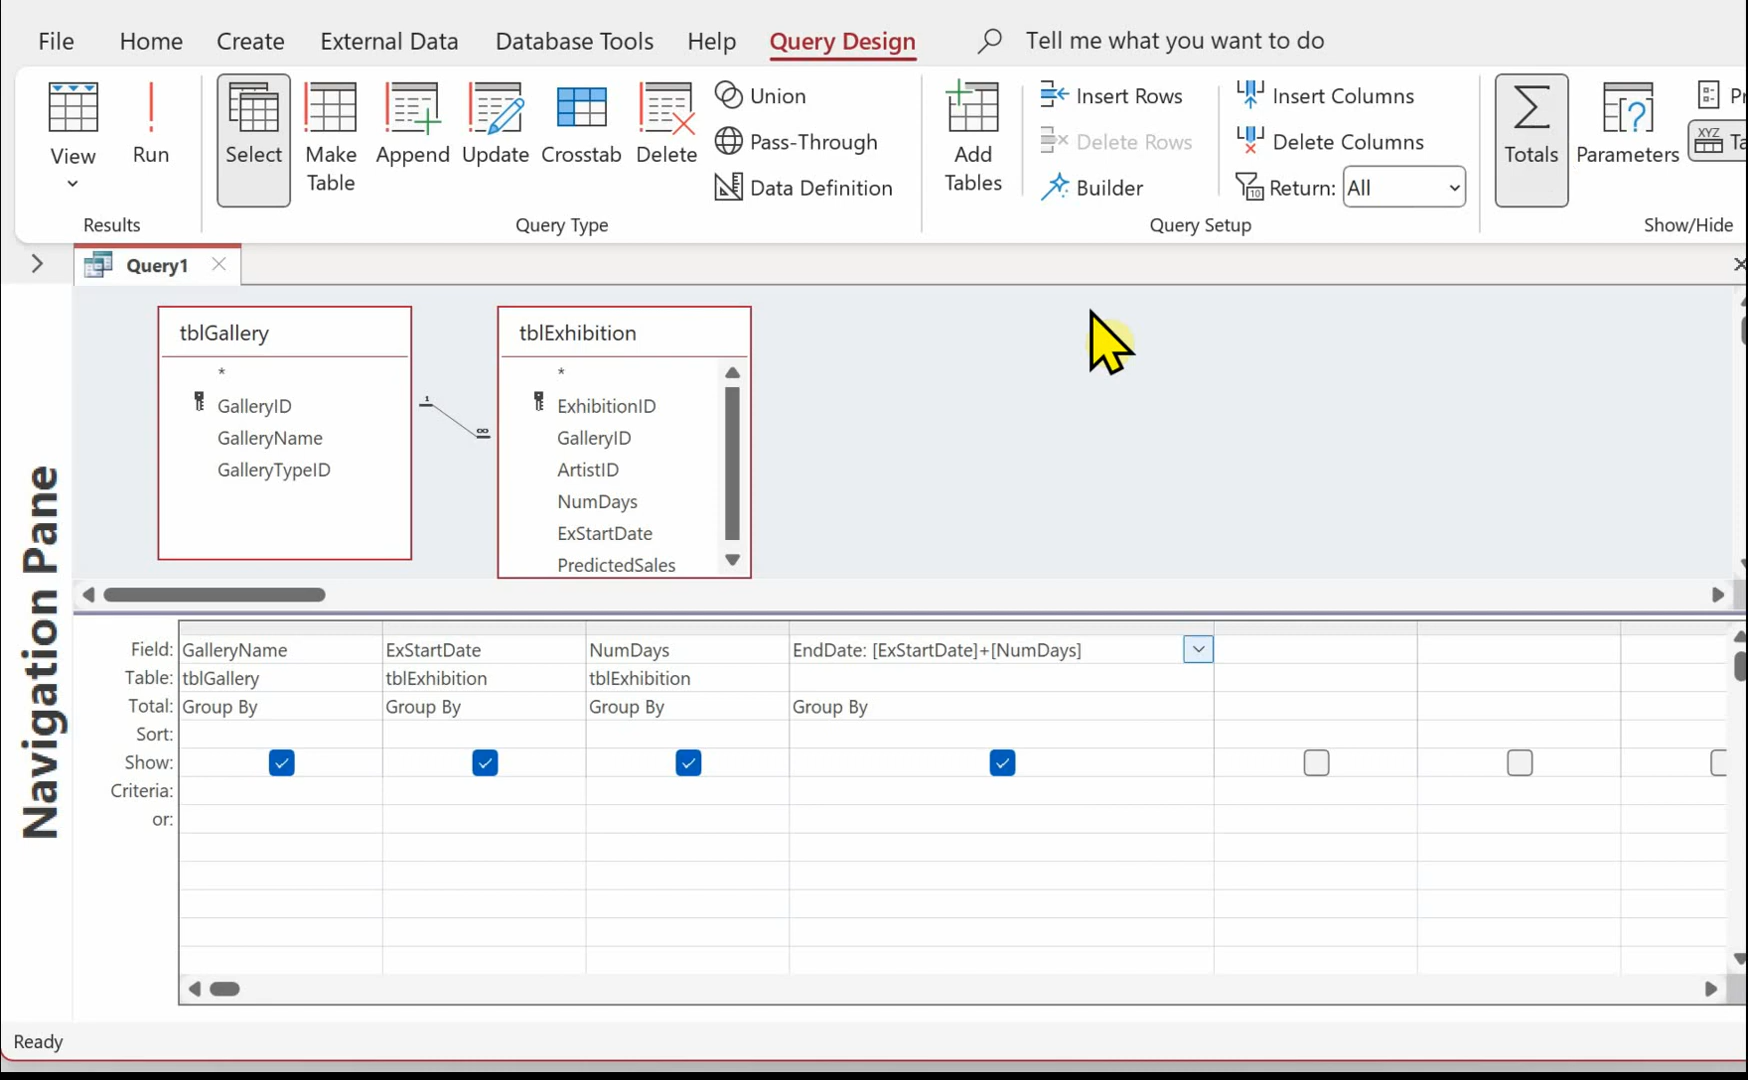 File Home Create External Data Database Tools Help Query Design Tell me what you want to do
View Run Select Make Table Append Update Crosstab Delete
Union
Pass-Through
Data Definition
Add Tables
Insert Rows
Delete Rows
Builder
Insert Columns
Delete Columns
Return: All
Totals Parameters
XYZ
Results Query Type Query Setup Show/Hide
Query1
Navigation Pane
tblGallery
*
GalleryID
GalleryName
GalleryTypeID
1
∞
tblExhibition
*
ExhibitionID
GalleryID
ArtistID
NumDays
ExStartDate
PredictedSales
Field: GalleryName ExStartDate NumDays EndDate: [ExStartDate]+[NumDays]
Table: tblGallery tblExhibition tblExhibition
Total: Group By Group By Group By Group By
Sort:
Show:
Criteria:
or:
Ready